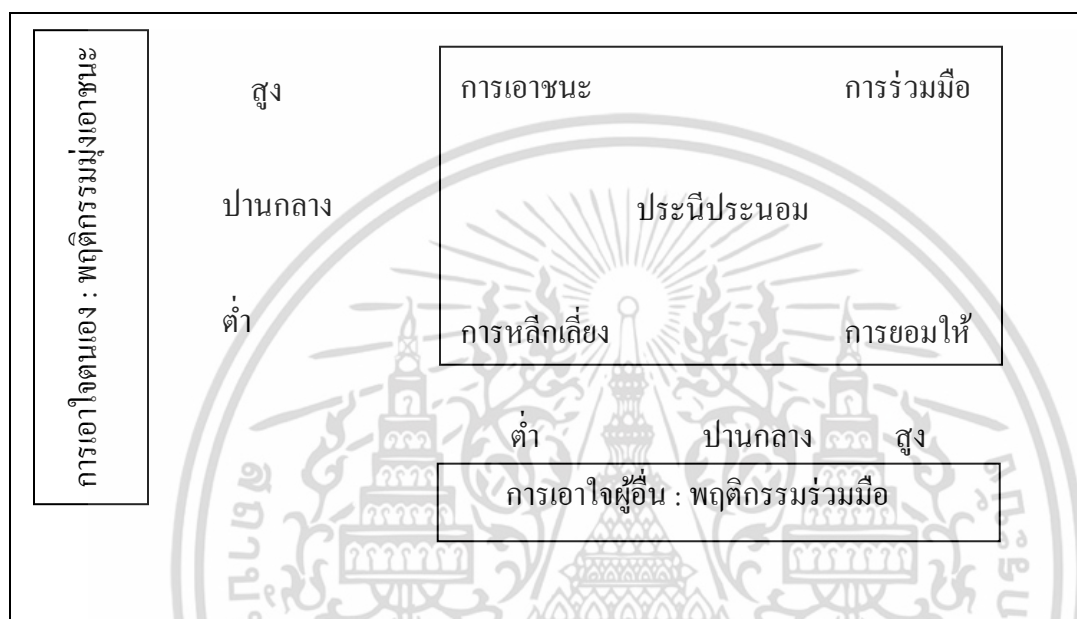 การเอาใจตนเอง : พฤติกรรมมุ่งเอาชนะ
สูง การเอาชนะ การร่วมมือ
ปานกลาง ประนีประนอม
ต่ำ การหลีกเลี่ยง การยอมให้
ต่ำ ปานกลาง สูง
การเอาใจผู้อื่น : พฤติกรรมร่วมมือ